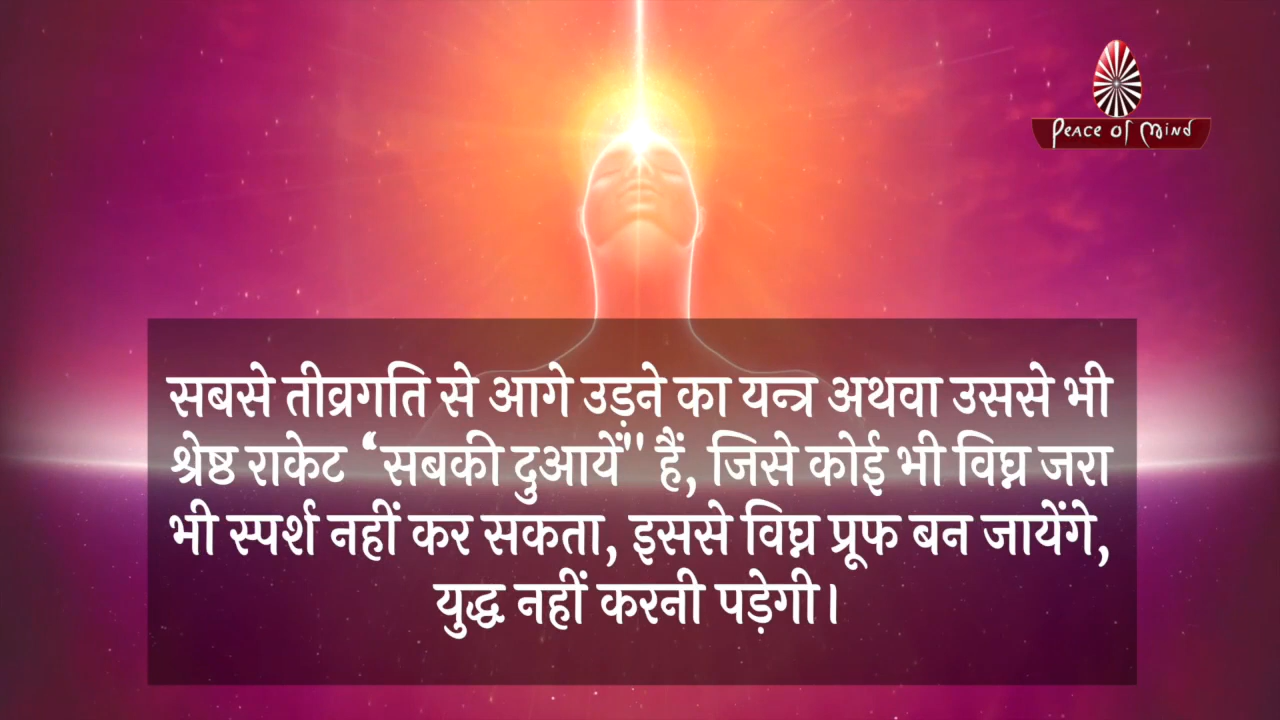 Peace of Mind
सबसे तीव्रगति से आगे उड़ने का यन्त्र अथवा उससे भी
श्रेष्ठ राकेट ‘सबकी दुआयें" हैं, जिसे कोई भी विघ्न जरा
भी स्पर्श नहीं कर सकता, इससे विघ्न प्रूफ बन जायेंगे,
युद्ध नहीं करनी पड़ेगी।